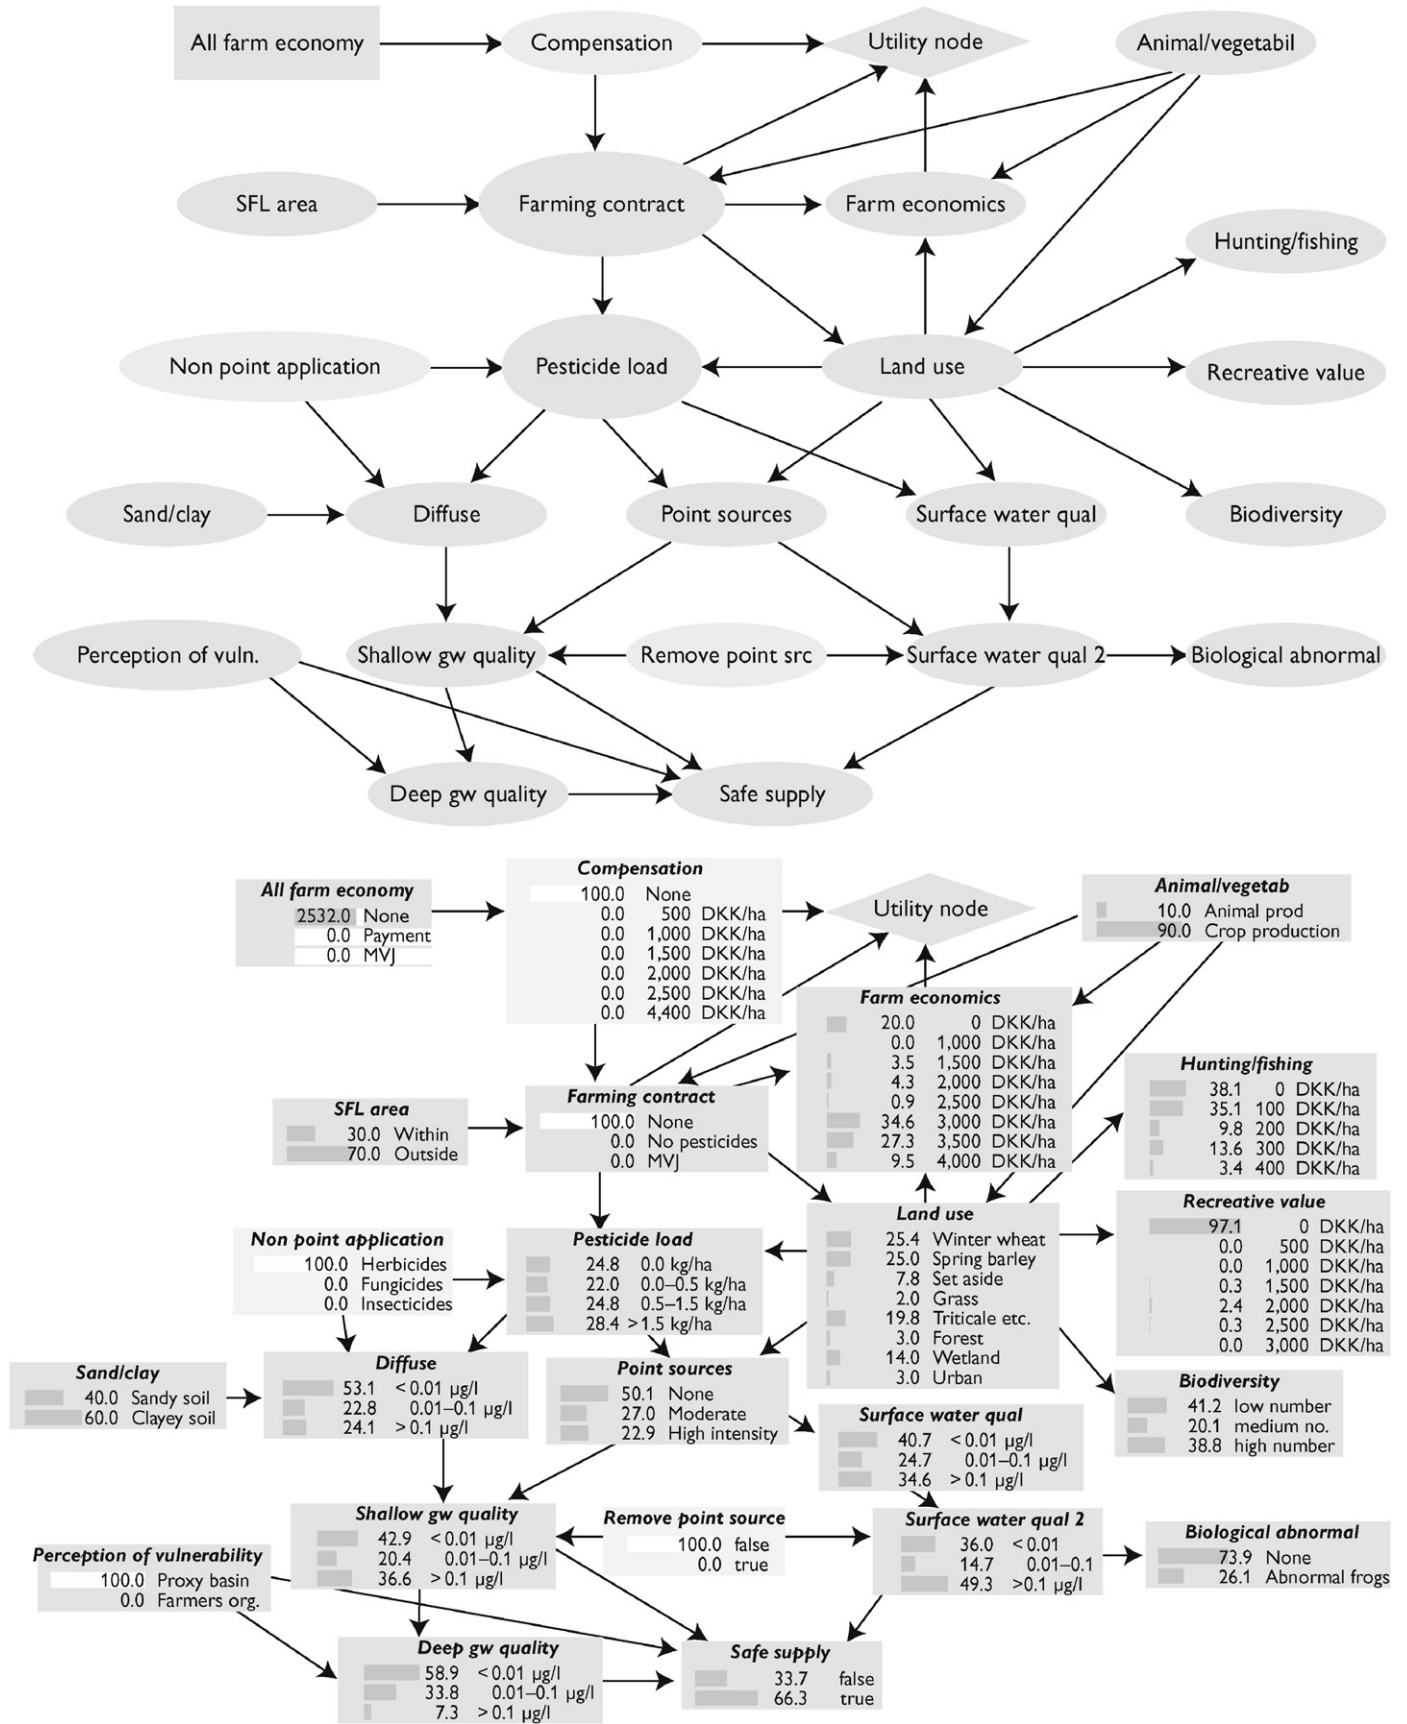 All farm economy
Compensation
Utility node
Animal/vegetabil
SFL area
Farming contract
Farm economics
Hunting/fishing
Non point application
Pesticide load
Land use
Recreative value
Sand/clay
Diffuse
Point sources
Surface water qual
Biodiversity
Perception of vuln.
Shallow gw quality
Remove point src
Surface water qual 2
Biological abnormal
Deep gw quality
Safe supply
All farm economy
2532.0 None
0.0 Payment
0.0 MVJ
Compensation
100.0 None
0.0 500 DKK/ha
0.0 1,000 DKK/ha
0.0 1,500 DKK/ha
0.0 2,000 DKK/ha
0.0 2,500 DKK/ha
0.0 4,400 DKK/ha
Utility node
Animal/vegetab
10.0 Animal prod
90.0 Crop production
Farm economics
20.0 0 DKK/ha
0.0 1,000 DKK/ha
3.5 1,500 DKK/ha
4.3 2,000 DKK/ha
0.9 2,500 DKK/ha
34.6 3,000 DKK/ha
27.3 3,500 DKK/ha
9.5 4,000 DKK/ha
SFL area
30.0 Within
70.0 Outside
Farming contract
100.0 None
0.0 No pesticides
0.0 MVJ
Hunting/fishing
38.1 0 DKK/ha
35.1 100 DKK/ha
9.8 200 DKK/ha
13.6 300 DKK/ha
3.4 400 DKK/ha
Non point application
100.0 Herbicides
0.0 Fungicides
0.0 Insecticides
Pesticide load
24.8 0.0 kg/ha
22.0 0.0–0.5 kg/ha
24.8 0.5–1.5 kg/ha
28.4 >1.5 kg/ha
Land use
25.4 Winter wheat
25.0 Spring barley
7.8 Set aside
2.0 Grass
19.8 Triticale etc.
3.0 Forest
14.0 Wetland
3.0 Urban
Recreative value
97.1 0 DKK/ha
0.0 500 DKK/ha
0.0 1,000 DKK/ha
0.3 1,500 DKK/ha
2.4 2,000 DKK/ha
0.3 2,500 DKK/ha
0.0 3,000 DKK/ha
Sand/clay
40.0 Sandy soil
60.0 Clayey soil
Diffuse
53.1 <0.01 µg/l
22.8 0.01–0.1 µg/l
24.1 >0.1 µg/l
Point sources
50.1 None
27.0 Moderate
22.9 High intensity
Surface water qual
40.7 <0.01 µg/l
24.7 0.01–0.1 µg/l
34.6 >0.1 µg/l
Biodiversity
41.2 low number
20.1 medium no.
38.8 high number
Perception of vulnerability
100.0 Proxy basin
0.0 Farmers org.
Shallow gw quality
42.9 <0.01 µg/l
20.4 0.01–0.1 µg/l
36.6 >0.1 µg/l
Remove point source
100.0 false
0.0 true
Surface water qual 2
36.0 <0.01
14.7 0.01–0.1
49.3 >0.1 µg/l
Biological abnormal
73.9 None
26.1 Abnormal frogs
Deep gw quality
58.9 <0.01 µg/l
33.8 0.01–0.1 µg/l
7.3 >0.1 µg/l
Safe supply
33.7 false
66.3 true